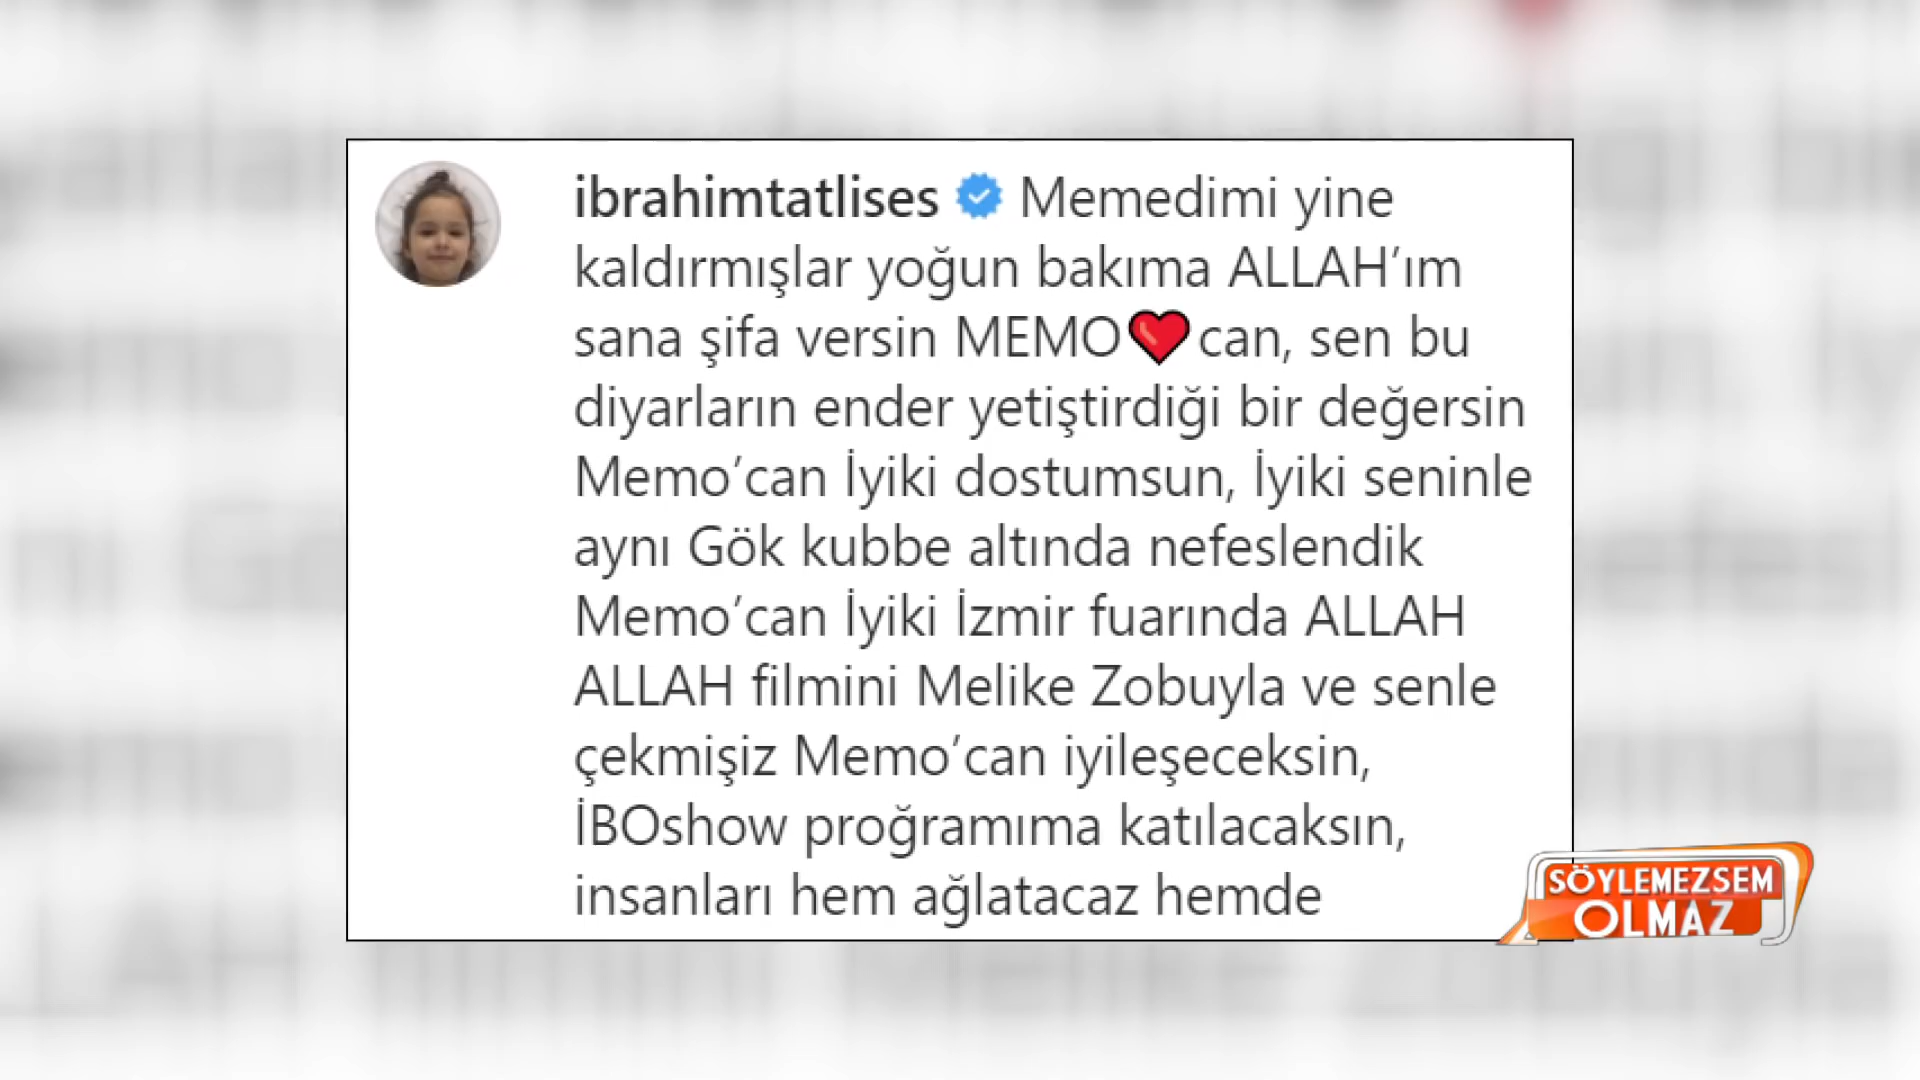 ibrahimtatlises Memedimi yine
kaldırmışlar yoğun bakıma ALLAH’ım
sana şifa versin MEMO❤can, sen bu
diyarların ender yetiştirdiği bir değersin
Memo’can İyiki dostumsun, İyiki seninle
aynı Gök kubbe altında nefeslendik
Memo’can İyiki İzmir fuarında ALLAH
ALLAH filmini Melike Zobuyla ve senle
çekmişiz Memo’can iyileşeceksin,
İBOshow proğramıma katılacaksın,
insanları hem ağlatacaz hemde
SÖYLEMEZSEM
OLMAZ